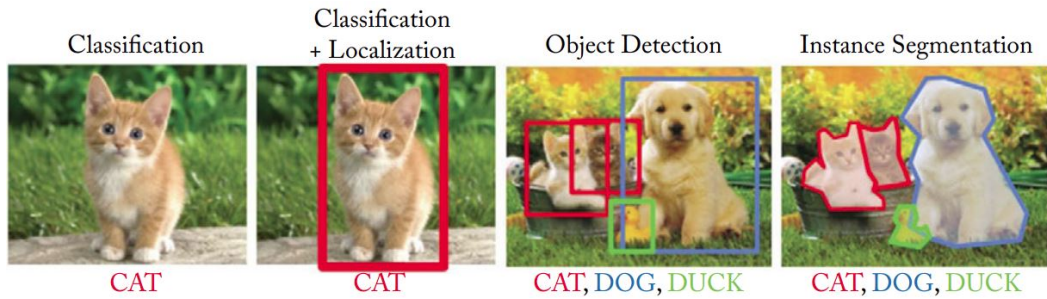 Classification
Classification
+ Localization
Object Detection
Instance Segmentation
CAT
CAT
CAT, DOG, DUCK
CAT, DOG, DUCK